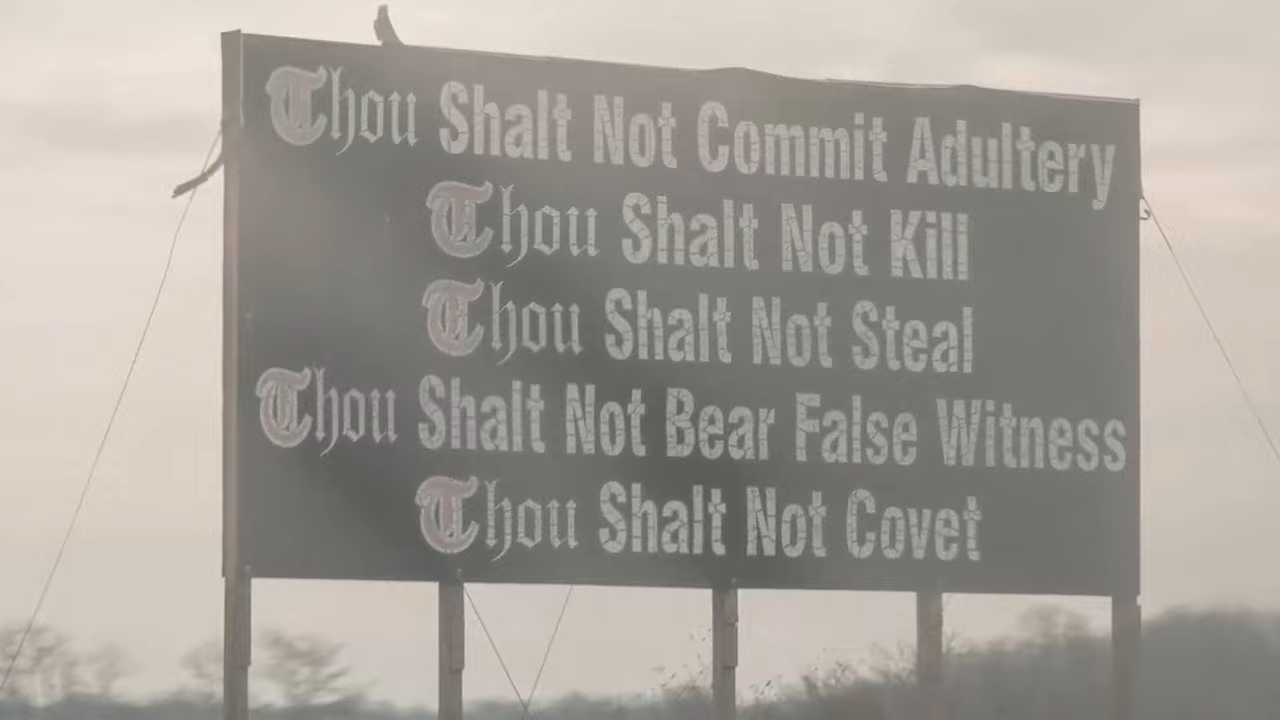 Thou Shalt Not Commit Adultery
Thou Shalt Not Kill
Thou Shalt Not Steal
Thou Shalt Not Bear False Witness
Thou Shalt Not Covet